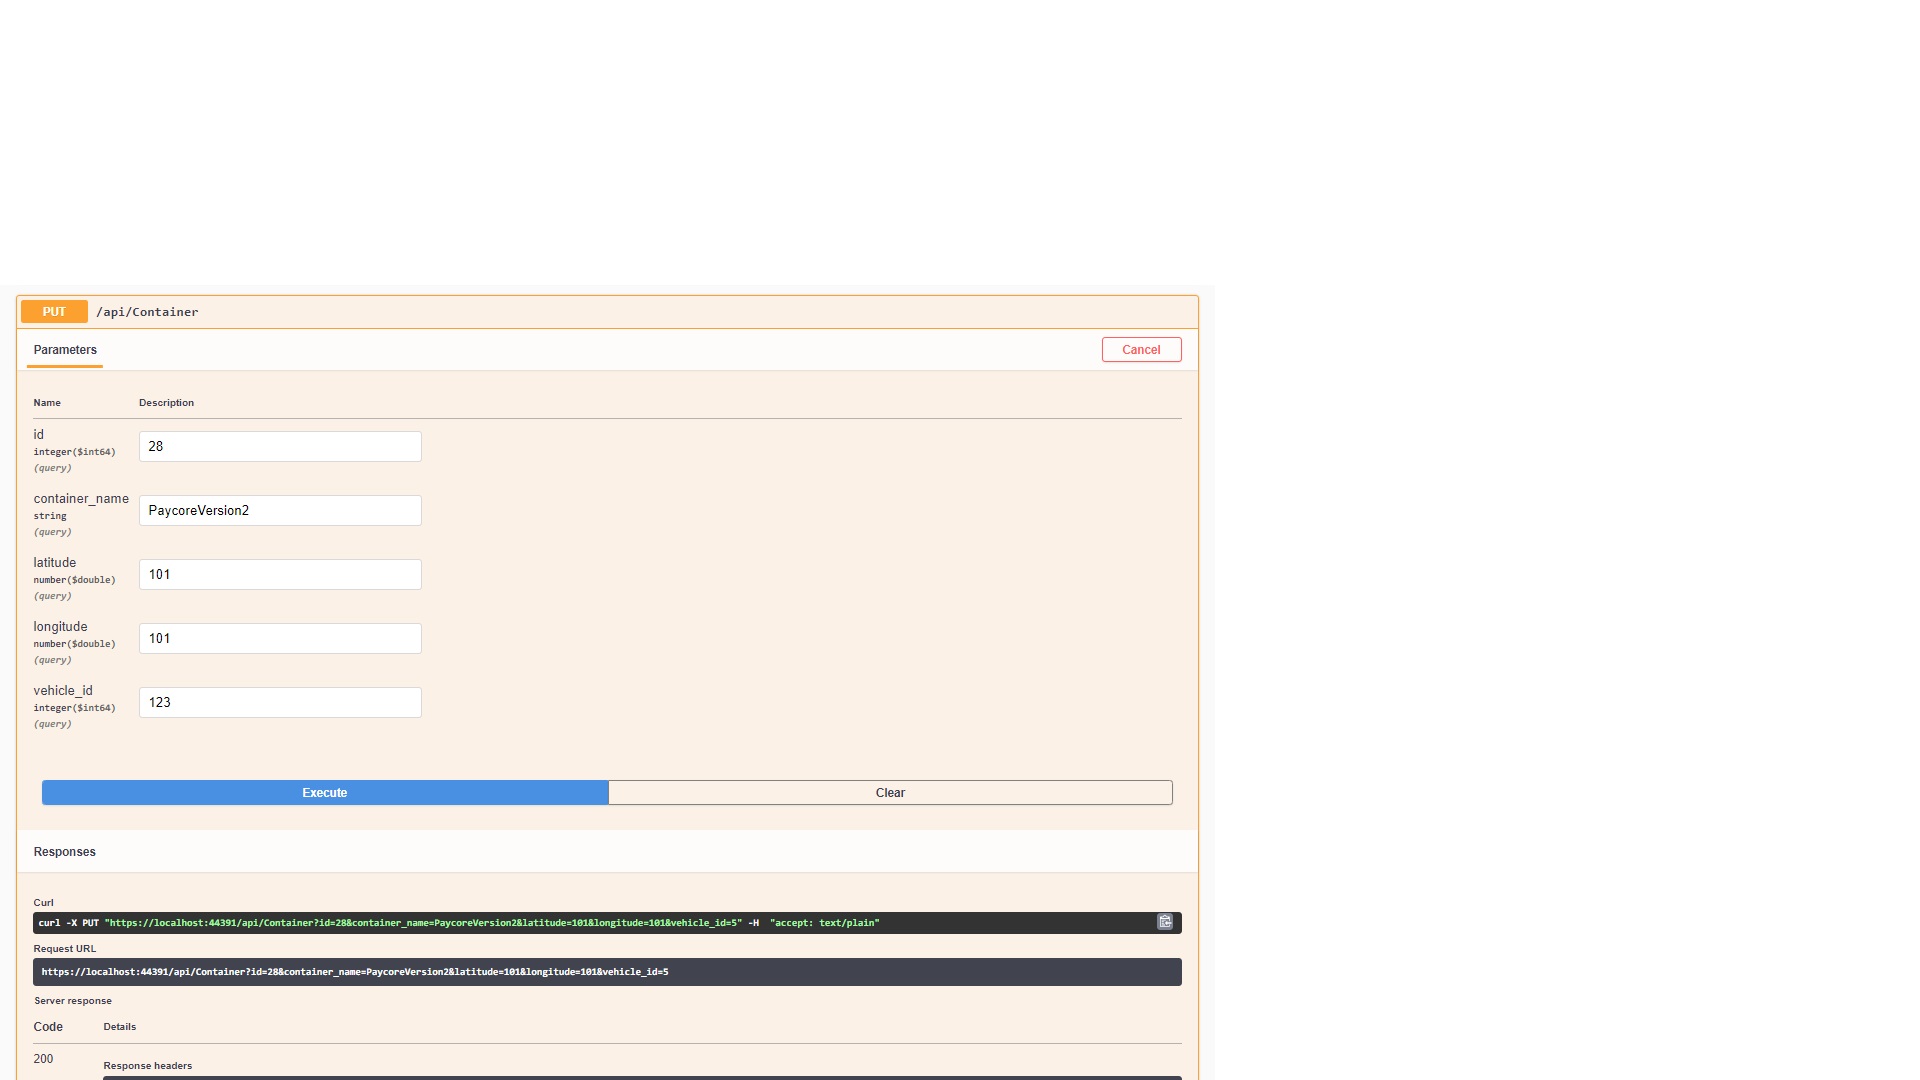 PUT /api/Container
Parameters
Cancel
Name Description
id
integer($int64)
(query)
28
container_name
string
(query)
PaycoreVersion2
latitude
number($double)
(query)
101
longitude
number($double)
(query)
101
vehicle_id
integer($int64)
(query)
123
Execute Clear
Responses
Curl
curl -X PUT "https://localhost:44391/api/Container?id=28&container_name=PaycoreVersion2&latitude=101&longitude=101&vehicle_id=5" -H  "accept: text/plain"
Request URL
https://localhost:44391/api/Container?id=28&container_name=PaycoreVersion2&latitude=101&longitude=101&vehicle_id=5
Server response
Code Details
200
Response headers